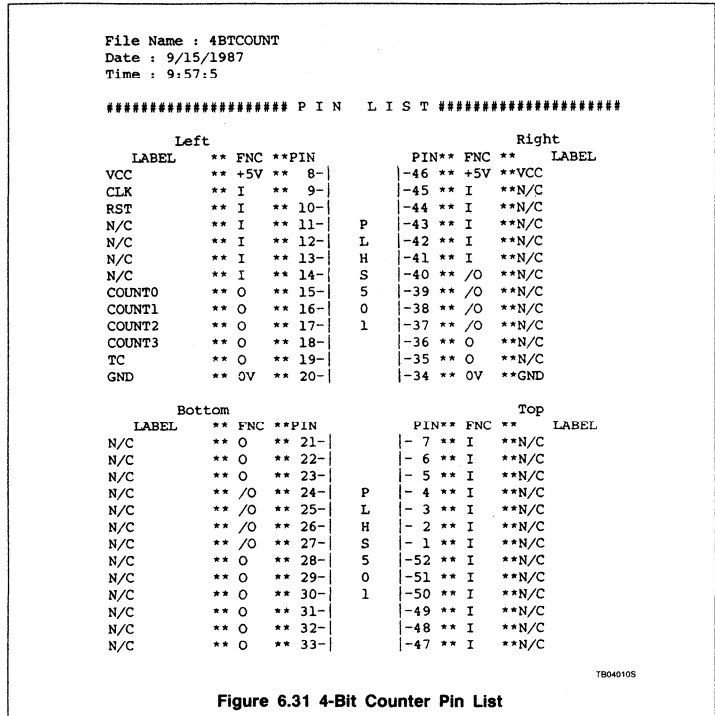 File Name : 4BTCOUNT
Date : 9/15/1987
Time : 9:57:5
##################### P I N   L I S T #####################
Left Right
LABEL ** FNC **PIN PIN** FNC ** LABEL
VCC ** +5V ** 8-| |-46 ** +5V **VCC
CLK ** I ** 9-| |-45 ** I **N/C
RST ** I ** 10-| |-44 ** I **N/C
N/C ** I ** 11-| P |-43 ** I **N/C
N/C ** I ** 12-| L |-42 ** I **N/C
N/C ** I ** 13-| H |-41 ** I **N/C
N/C ** I ** 14-| S |-40 ** /O **N/C
COUNT0 ** O ** 15-| 5 |-39 ** /O **N/C
COUNT1 ** O ** 16-| 0 |-38 ** /O **N/C
COUNT2 ** O ** 17-| 1 |-37 ** /O **N/C
COUNT3 ** O ** 18-| |-36 ** O **N/C
TC ** O ** 19-| |-35 ** O **N/C
GND ** 0V ** 20-| |-34 ** 0V **GND
Bottom Top
LABEL ** FNC **PIN PIN** FNC ** LABEL
N/C ** O ** 21-| |- 7 ** I **N/C
N/C ** O ** 22-| |- 6 ** I **N/C
N/C ** O ** 23-| |- 5 ** I **N/C
N/C ** /O ** 24-| P |- 4 ** I **N/C
N/C ** /O ** 25-| L |- 3 ** I **N/C
N/C ** /O ** 26-| H |- 2 ** I **N/C
N/C ** /O ** 27-| S |- 1 ** I **N/C
N/C ** O ** 28-| 5 |-52 ** I **N/C
N/C ** O ** 29-| 0 |-51 ** I **N/C
N/C ** O ** 30-| 1 |-50 ** I **N/C
N/C ** O ** 31-| |-49 ** I **N/C
N/C ** O ** 32-| |-48 ** I **N/C
N/C ** O ** 33-| |-47 ** I **N/C
TB04010S
Figure 6.31 4-Bit Counter Pin List